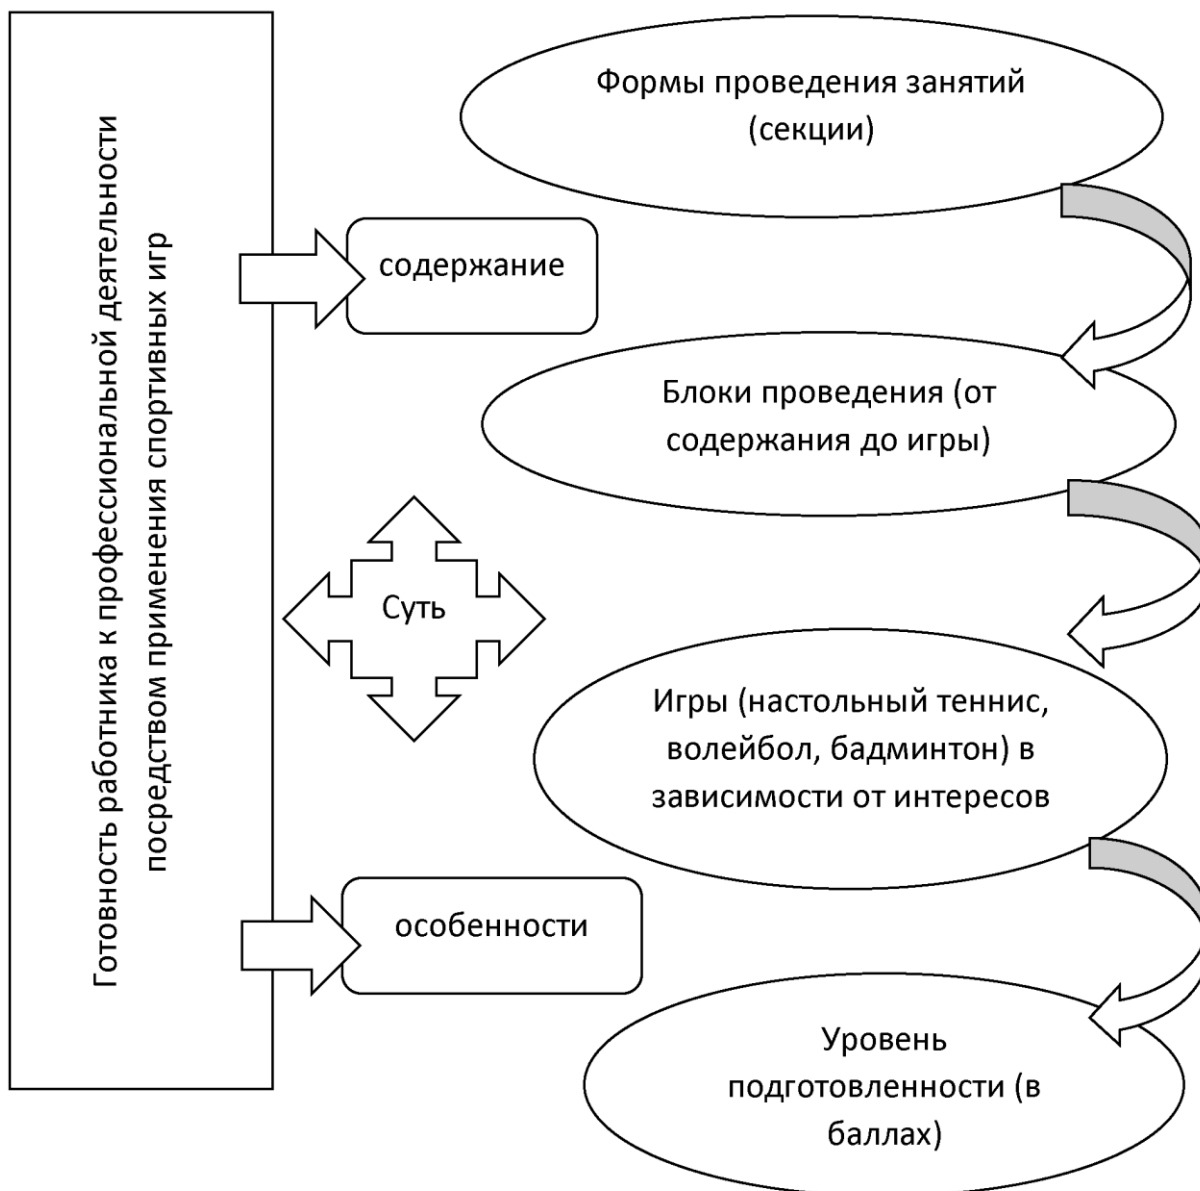 Готовность работника к профессиональной деятельности
посредством применения спортивных игр
Формы проведения занятий
(секции)
содержание
Блоки проведения (от
содержания до игры)
Суть
Игры (настольный теннис,
волейбол, бадминтон) в
зависимости от интересов
особенности
Уровень
подготовленности (в
баллах)